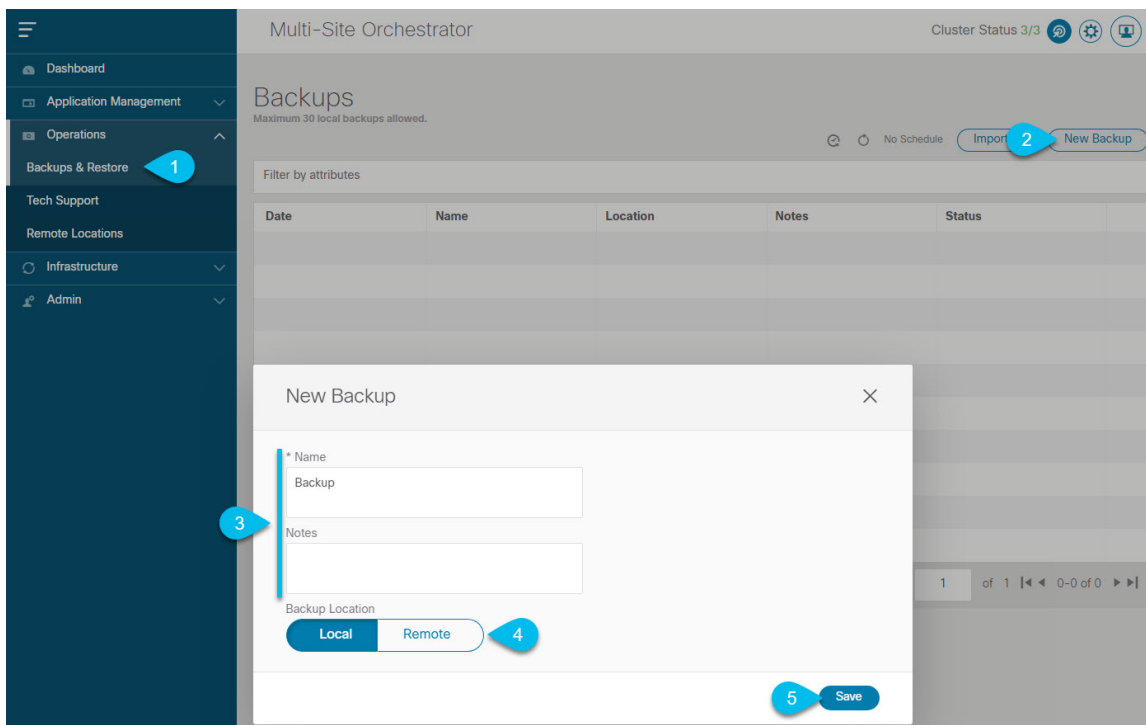 Multi-Site Orchestrator
Cluster Status 3/3
Dashboard
Application Management
Operations
Backups & Restore
1
Tech Support
Remote Locations
Infrastructure
Admin
Backups
Maximum 30 local backups allowed.
No Schedule
Impor
2
New Backup
Filter by attributes
Date Name Location Notes Status
New Backup
3
* Name
Backup
Notes
Backup Location
Local Remote
4
5
Save
1 of 1 0-0 of 0